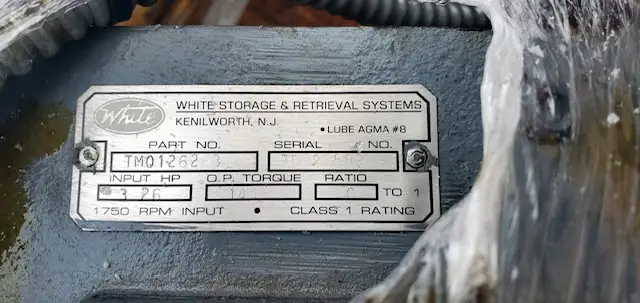 White
WHITE STORAGE & RETRIEVAL SYSTEMS
KENILWORTH, N.J.
• LUBE AGMA #8
PART NO. SERIAL NO.
TM01262
INPUT HP O.P. TORQUE RATIO
3.26 TO 1
1750 RPM INPUT • CLASS 1 RATING